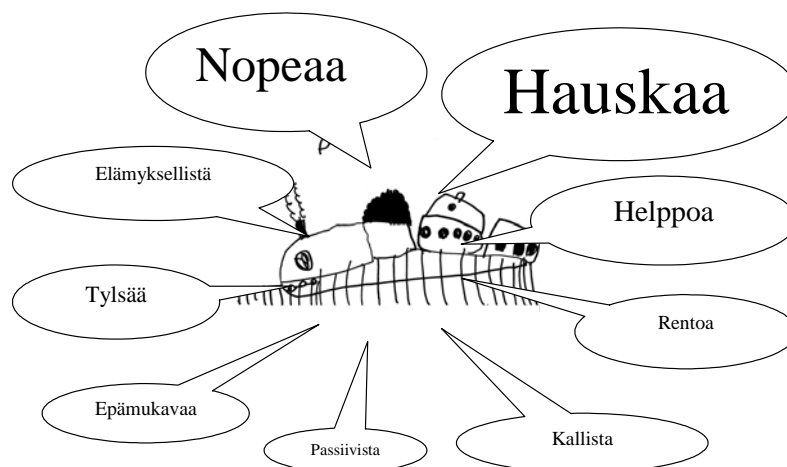 Nopeaa
Hauskaa
Elämyksellistä
Helppoa
Tylsää
Rentoa
Epämukavaa
Passiivista
Kallista